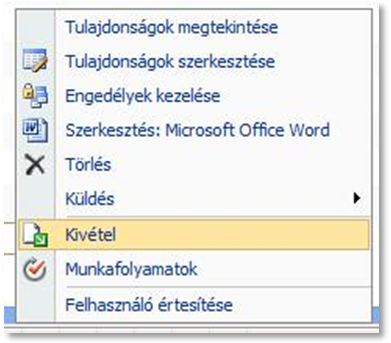 Tulajdonságok megtekintése
Tulajdonságok szerkesztése
Engedélyek kezelése
Szerkesztés: Microsoft Office Word
Törlés
Küldés
Kivétel
Munkafolyamatok
Felhasználó értesítése